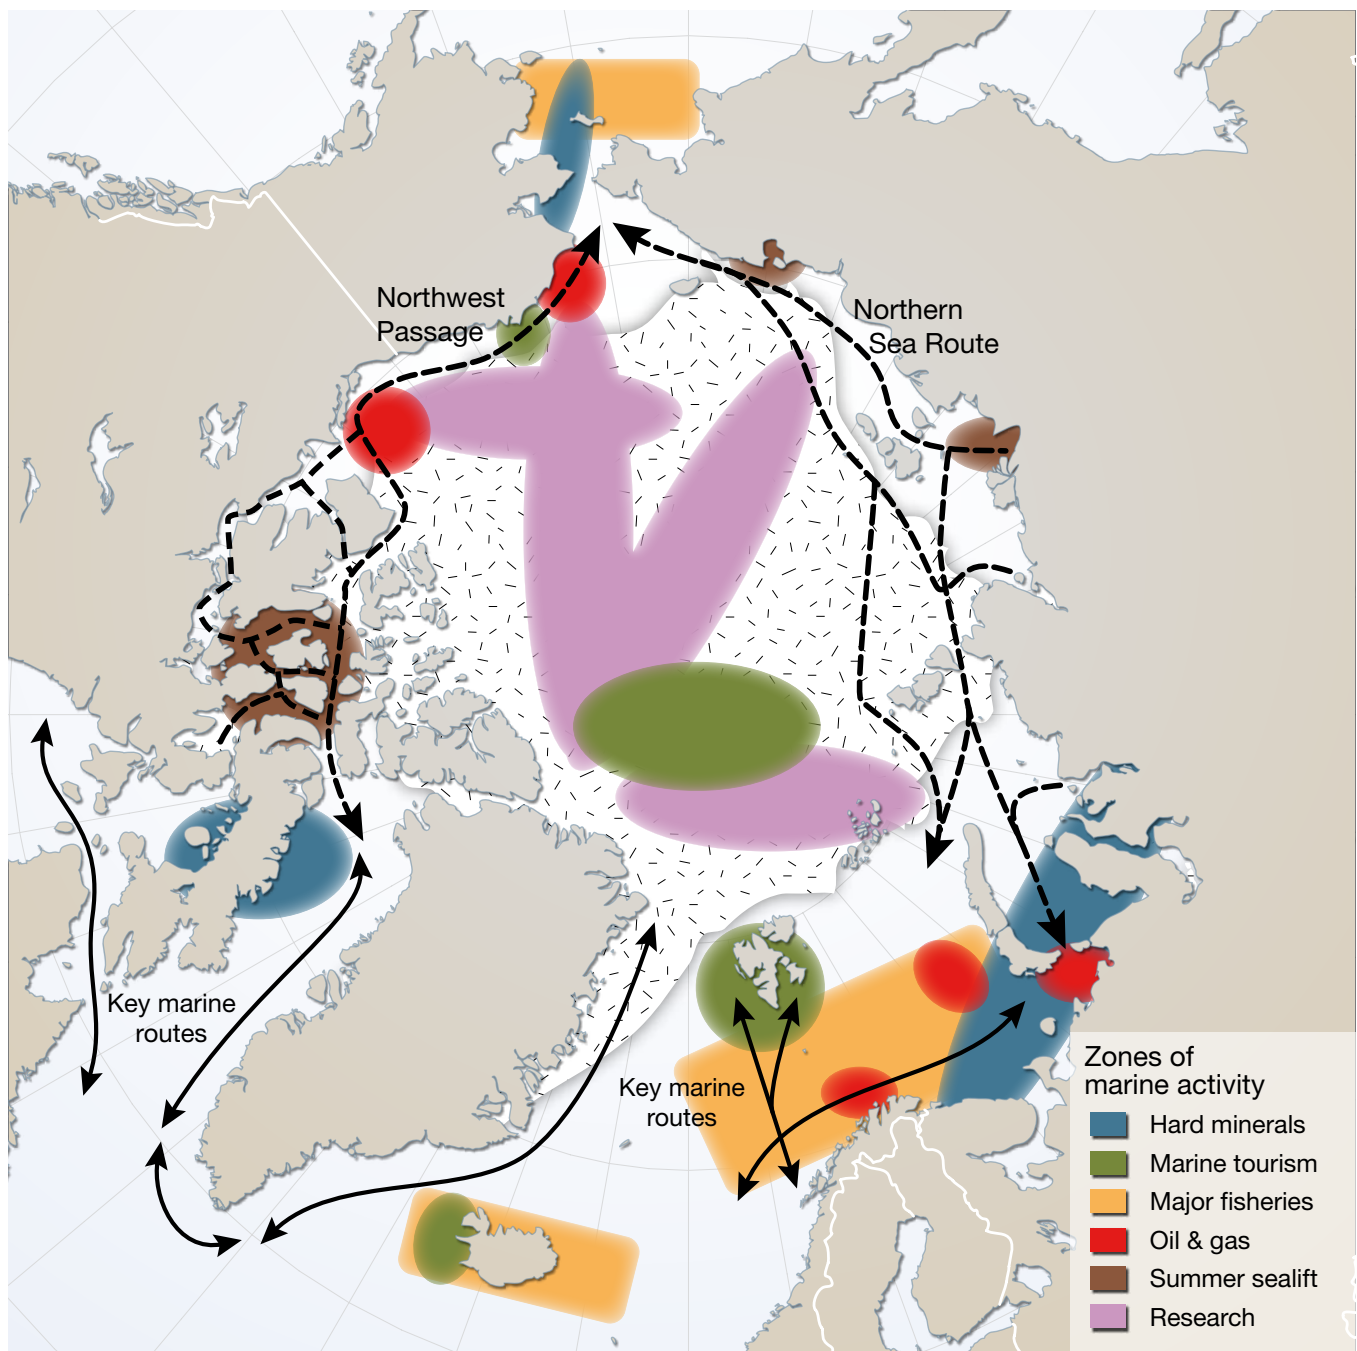 Northwest
Passage
Northern
Sea Route
Key marine
routes
Key marine
routes
Zones of
marine activity
Hard minerals
Marine tourism
Major fisheries
Oil & gas
Summer sealift
Research